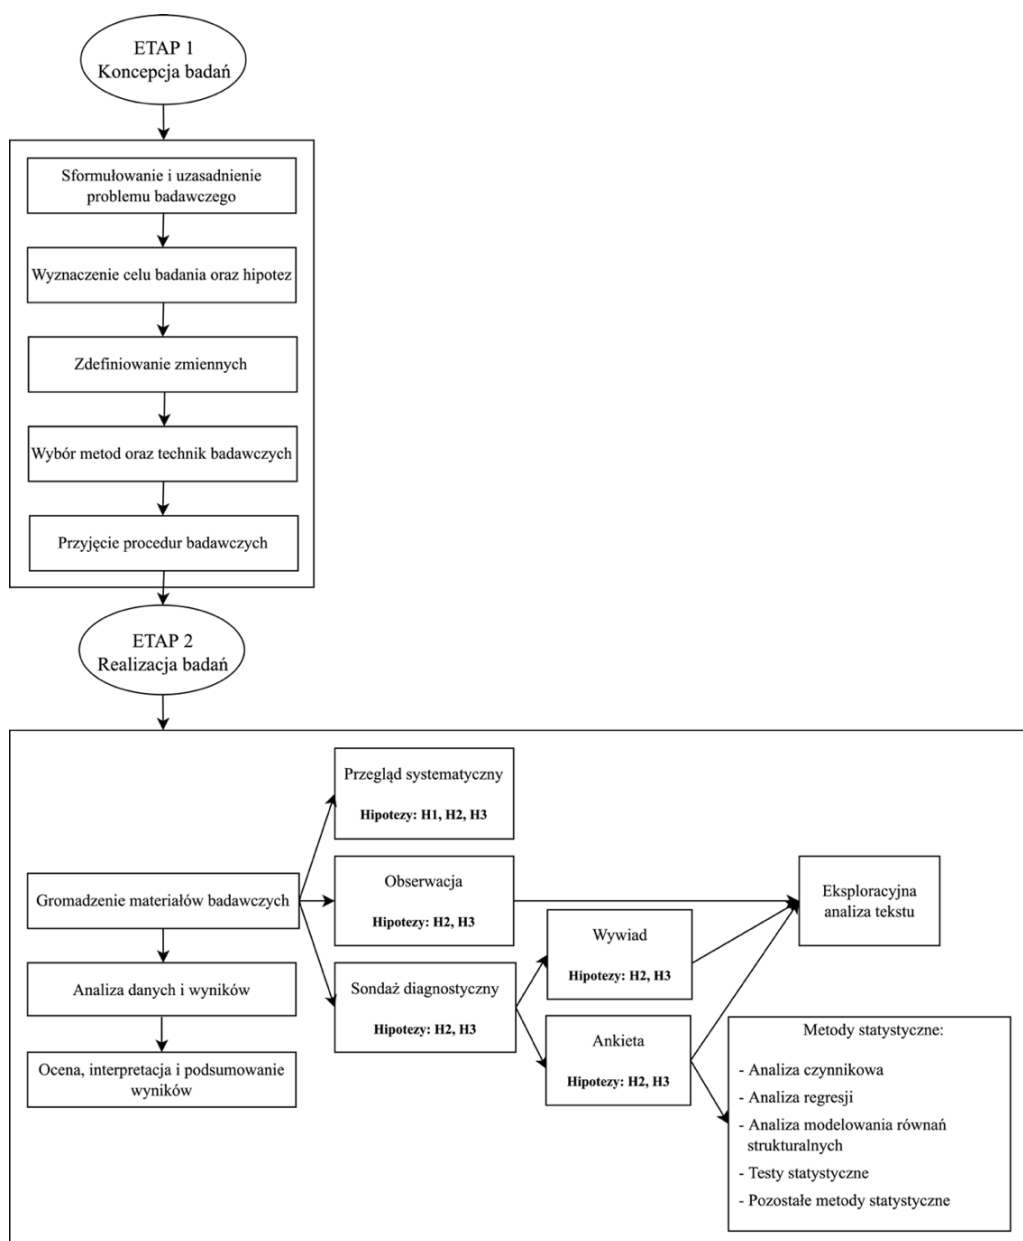 ETAP 1
Koncepcja badań
Sformułowanie i uzasadnienie
problemu badawczego
Wyznaczenie celu badania oraz hipotez
Zdefiniowanie zmiennych
Wybór metod oraz technik badawczych
Przyjęcie procedur badawczych
ETAP 2
Realizacja badań
Gromadzenie materiałów badawczych
Analiza danych i wyników
Ocena, interpretacja i podsumowanie
wyników
Przegląd systematyczny
Hipotezy: H1, H2, H3
Obserwacja
Hipotezy: H2, H3
Sondaż diagnostyczny
Hipotezy: H2, H3
Wywiad
Hipotezy: H2, H3
Ankieta
Hipotezy: H2, H3
Eksploracyjna
analiza tekstu
Metody statystyczne:
- Analiza czynnikowa
- Analiza regresji
- Analiza modelowania równań
strukturalnych
- Testy statystyczne
- Pozostałe metody statystyczne